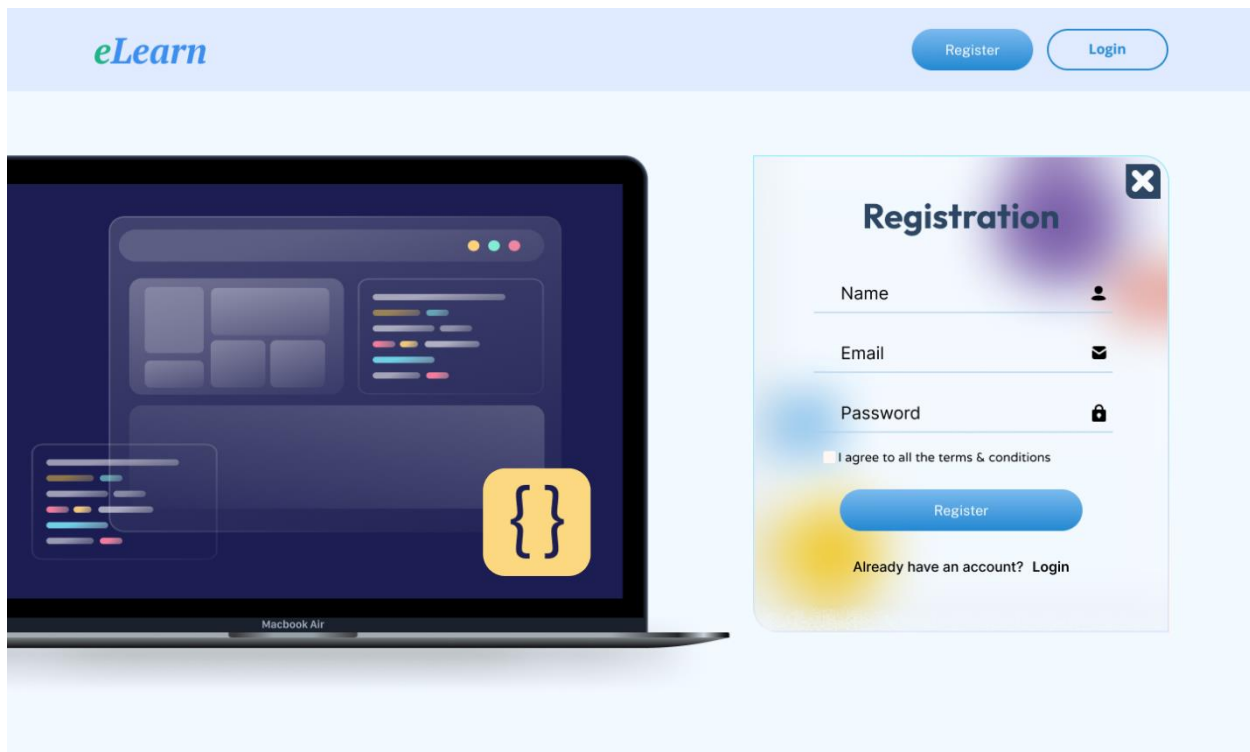 eLearn
Register
Login
Registration
Name
Email
Password
I agree to all the terms & conditions
Register
Already have an account? Login
{ }
Macbook Air